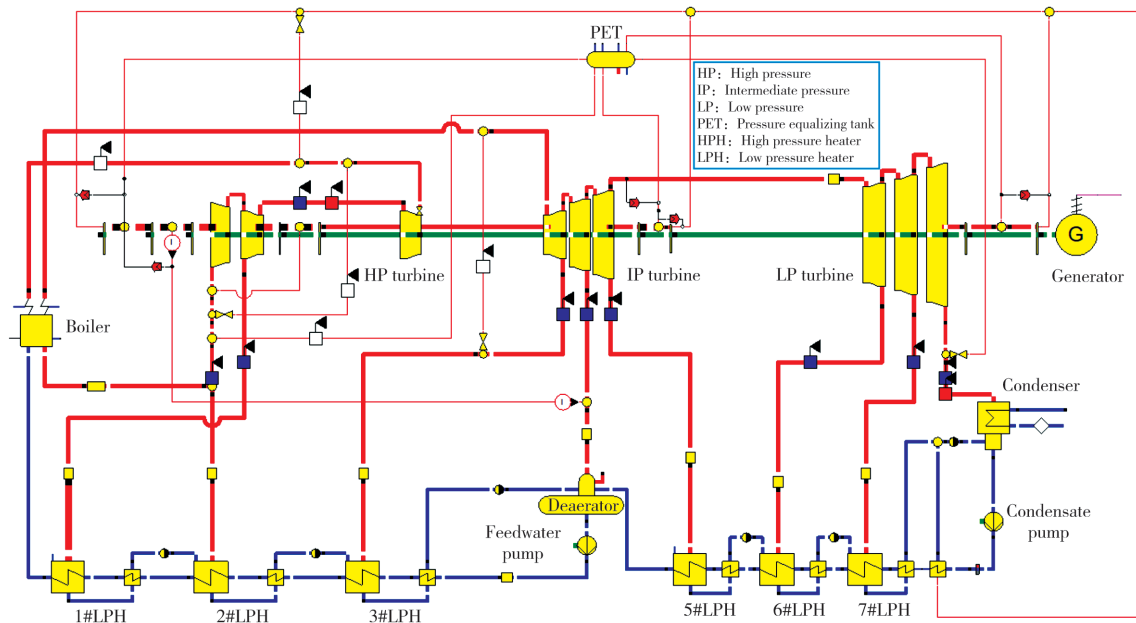 PET
HP： High pressure
IP： Intermediate pressure
LP： Low pressure
PET： Pressure equalizing tank
HPH： High pressure heater
LPH： Low pressure heater
G
HP turbine
IP turbine
LP turbine
Generator
Boiler
Condenser
Deaerator
Feedwater
pump
Condensate
pump
1#LPH
2#LPH
3#LPH
5#LPH
6#LPH
7#LPH